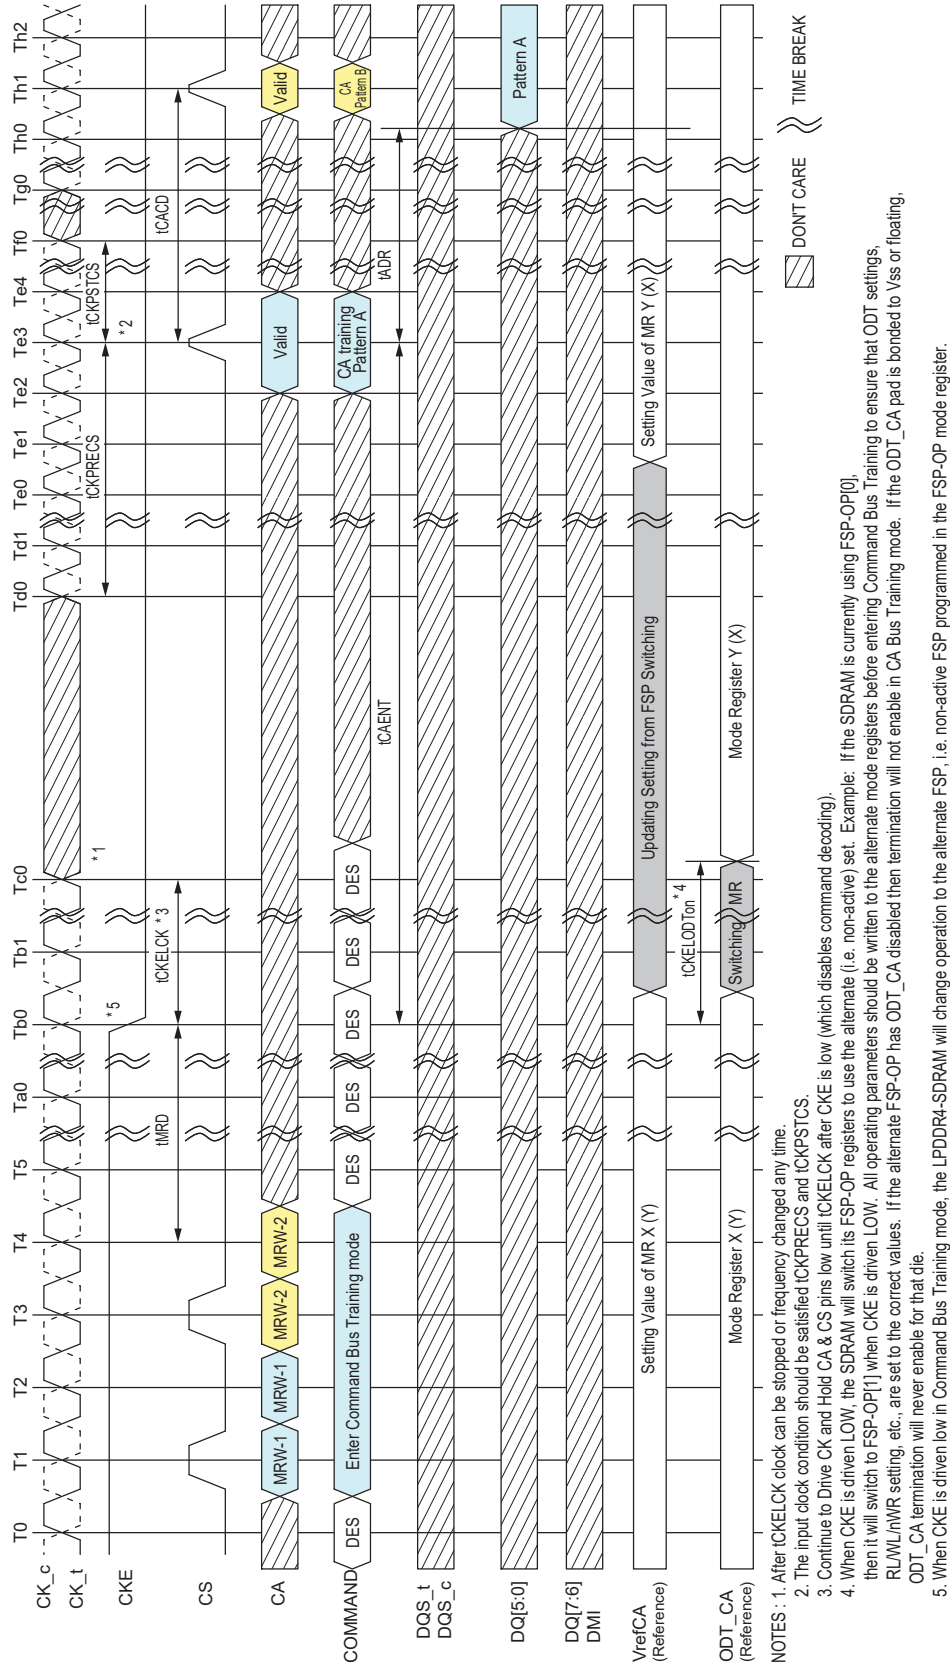 T0 T1 T2 T3 T4 T5 Ta0 Tb0 Tb1 Tc0 Td0 Td1 Te0 Te1 Te2 Te3 Te4 Tf0 Tg0 Th0 Th1 Th2
CK_c
CK_t
* 1
tCKPRECS
* 2
tCKPSTCS
CKE
* 5
tMRD
tCKELCK * 3
tCACD
CS
CA
MRW-1 MRW-1 MRW-2 MRW-2 Valid Valid
COMMAND
DES Enter Command Bus Training mode DES DES DES DES DES
CA training
Pattern A
CA
Pattern B
tCAENT
tADR
DQS_t
DQS_c
DQ[5:0]
Pattern A
DQ[7:6]
DMI
VrefCA
(Reference)
Setting Value of MR X (Y) Updating Setting from FSP Switching Setting Value of MR Y (X)
tCKELODTon * 4
ODT_CA
(Reference)
Mode Register X (Y) Switching MR Mode Register Y (X)
DON'T CARE TIME BREAK
NOTES : 1. After tCKELCK clock can be stopped or frequency changed any time.
2. The input clock condition should be satisfied tCKPRECS and tCKPSTCS.
3. Continue to Drive CK and Hold CA & CS pins low until tCKELCK after CKE is low (which disables command decoding).
4. When CKE is driven LOW, the SDRAM will switch its FSP-OP registers to use the alternate (i.e. non-active) set. Example: If the SDRAM is currently using FSP-OP[0],
then it will switch to FSP-OP[1] when CKE is driven LOW. All operating parameters should be written to the alternate mode registers before entering Command Bus Training to ensure that ODT settings,
RL/WL/nWR setting, etc., are set to the correct values. If the alternate FSP-OP has ODT_CA disabled then termination will not enable in CA Bus Training mode. If the ODT_CA pad is bonded to Vss or floating,
ODT_CA termination will never enable for that die.
5. When CKE is driven low in Command Bus Training mode, the LPDDR4-SDRAM will change operation to the alternate FSP, i.e. non-active FSP programmed in the FSP-OP mode register.